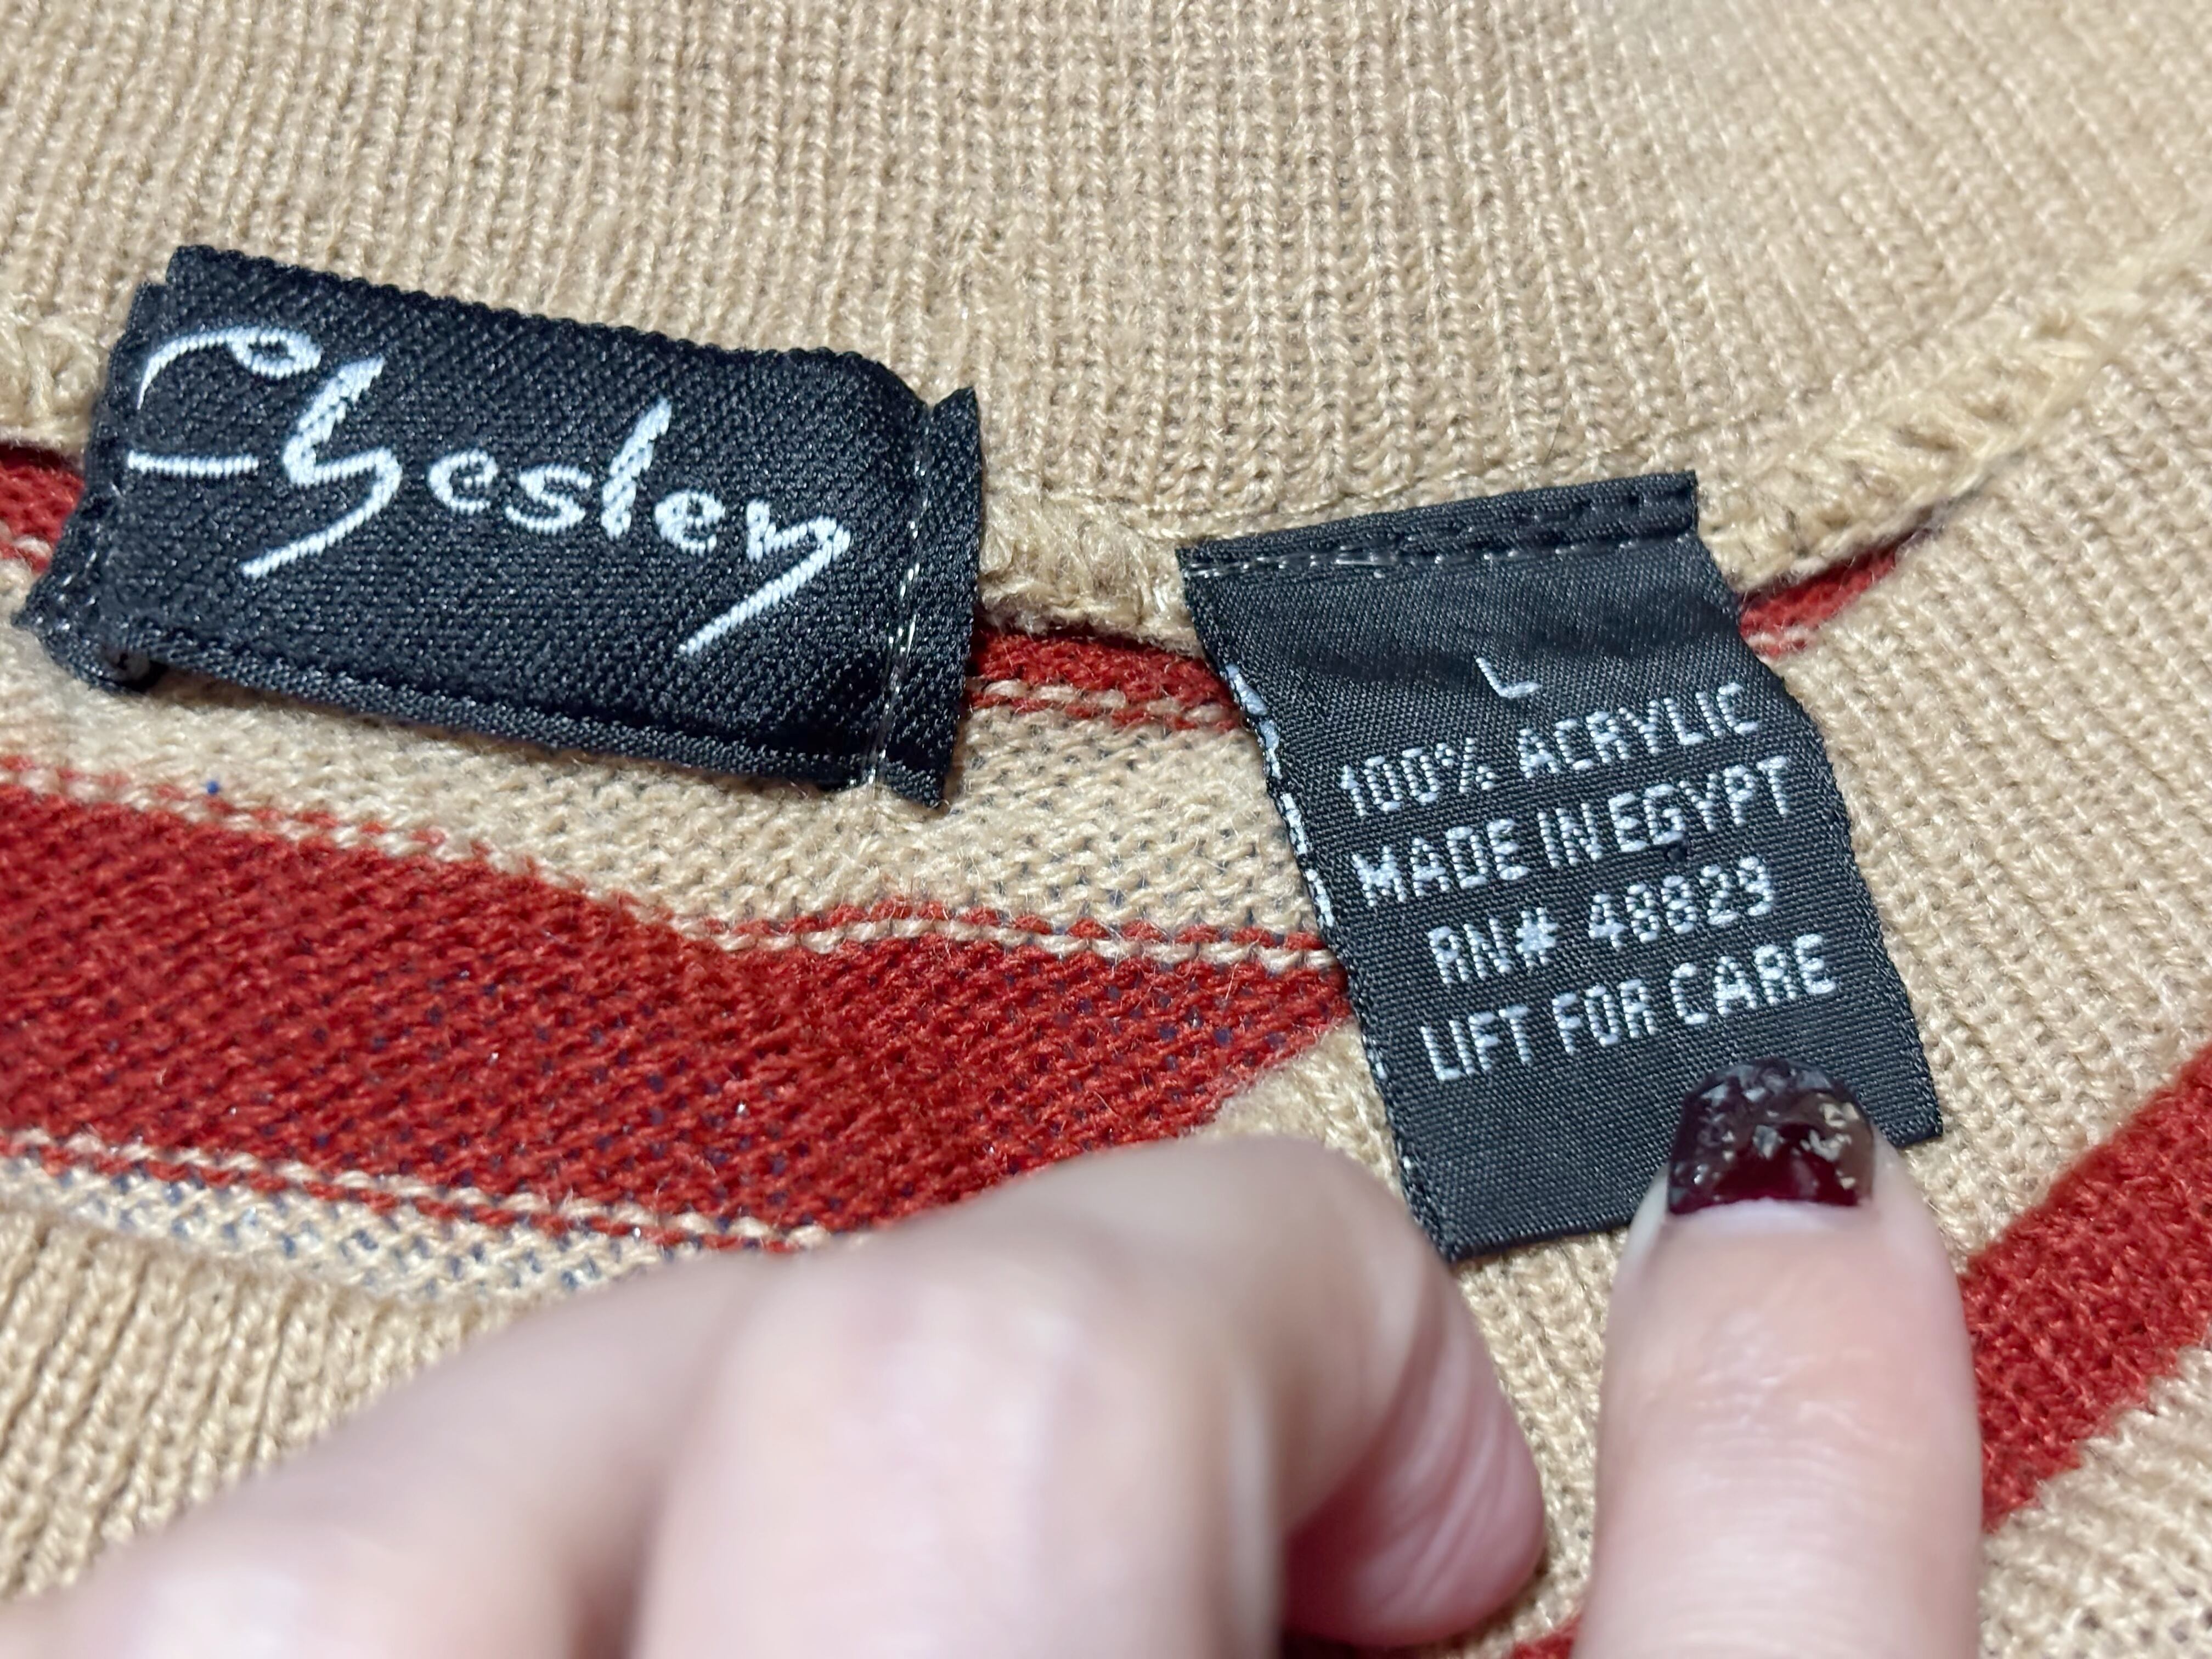 Chesley
L
100% ACRYLIC
MADE IN EGYPT
RN# 48829
LIFT FOR CARE